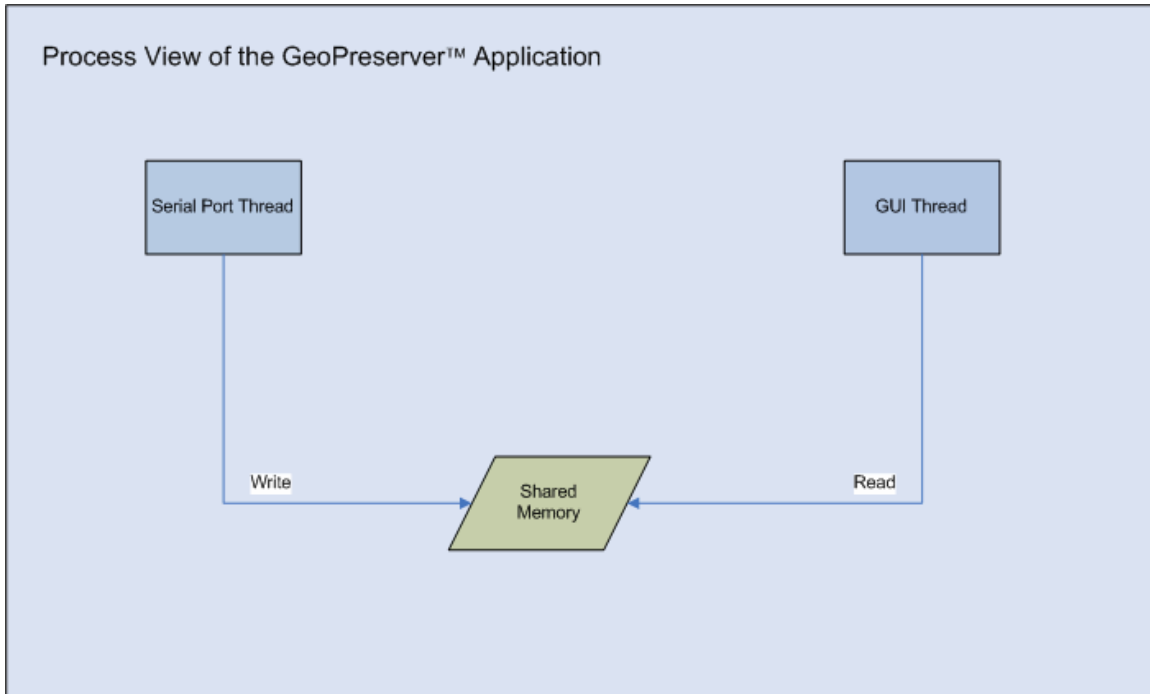 Process View of the GeoPreserver™ Application
Serial Port Thread
GUI Thread
Write
Shared
Memory
Read